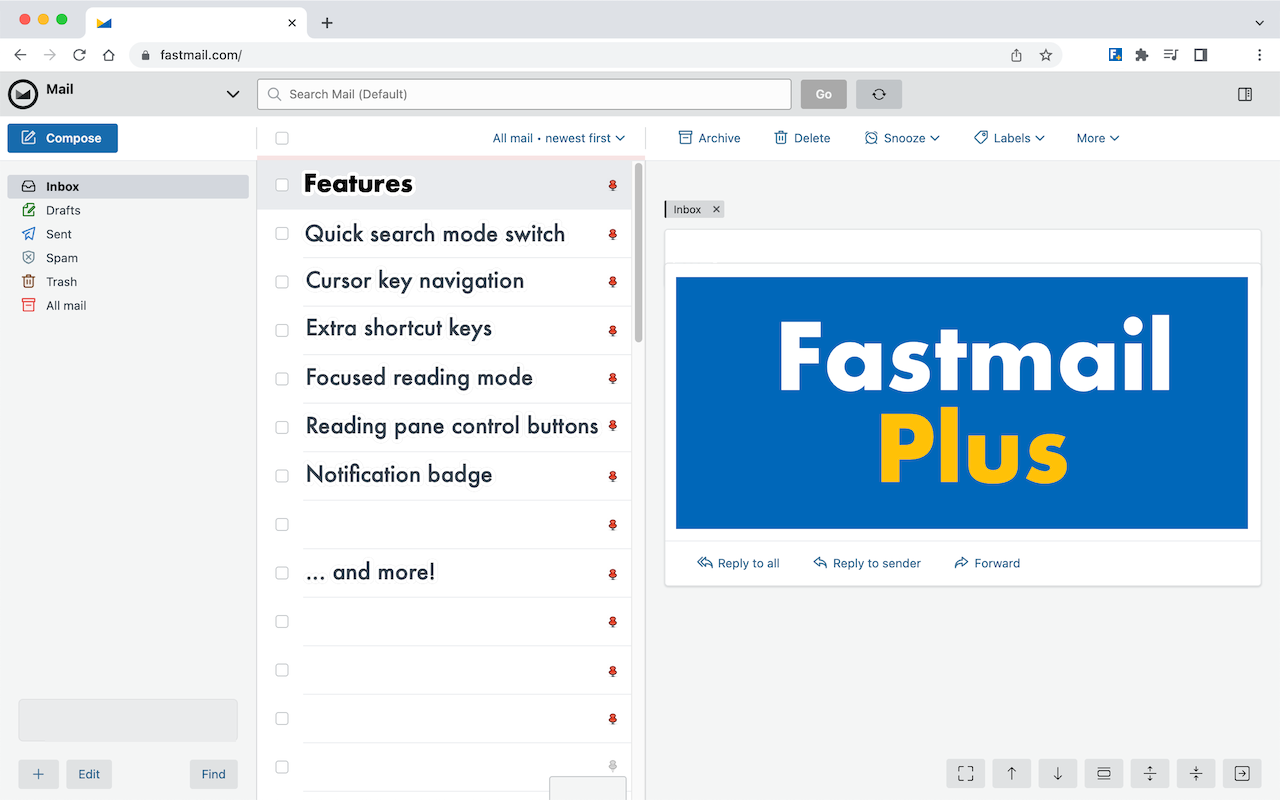 fastmail.com/
Mail
Search Mail (Default)
Go
Compose
All mail • newest first
Archive
Delete
Snooze
Labels
More
Inbox
Drafts
Sent
Spam
Trash
All mail
Features
Quick search mode switch
Cursor key navigation
Extra shortcut keys
Focused reading mode
Reading pane control buttons
Notification badge
... and more!
Inbox
Fastmail
Plus
Reply to all
Reply to sender
Forward
Edit
Find